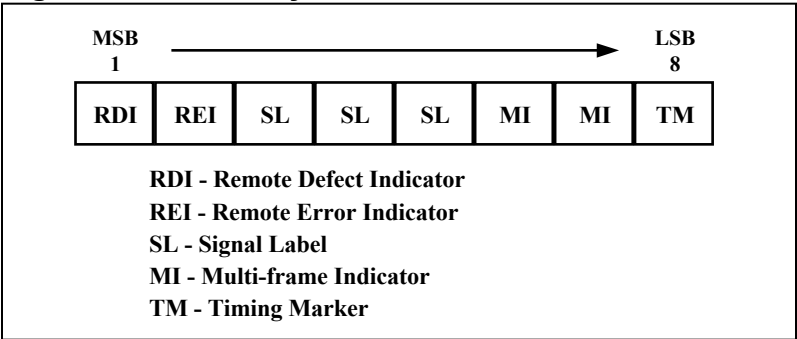 MSB LSB
1 8
RDI REI SL SL SL MI MI TM
RDI - Remote Defect Indicator
REI - Remote Error Indicator
SL - Signal Label
MI - Multi-frame Indicator
TM - Timing Marker